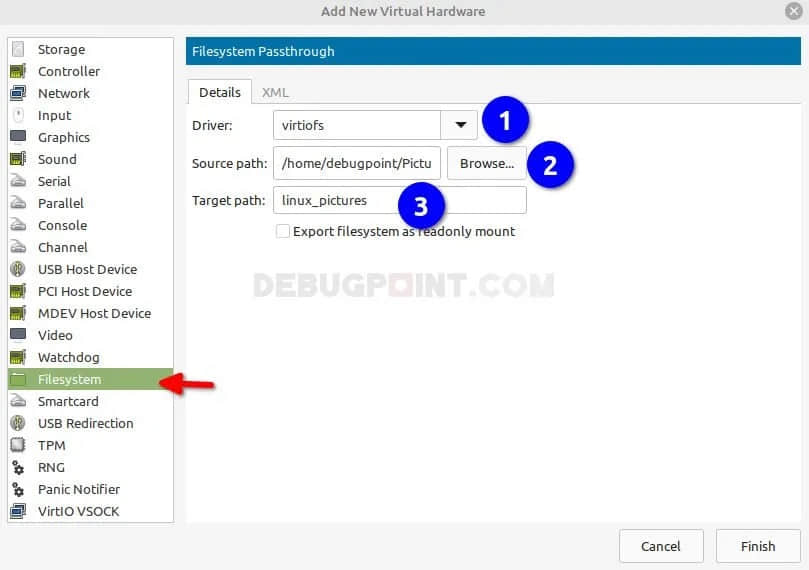 Add New Virtual Hardware
Storage
Controller
Network
Input
Graphics
Sound
Serial
Parallel
Console
Channel
USB Host Device
PCI Host Device
MDEV Host Device
Video
Watchdog
Filesystem
Smartcard
USB Redirection
TPM
RNG
Panic Notifier
VirtIO VSOCK
Filesystem Passthrough
Details XML
Driver: virtiofs 1
Source path: /home/debugpoint/Pictu Browse... 2
Target path: linux_pictures 3
Export filesystem as readonly mount
DEBUGPOINT.COM
Cancel Finish